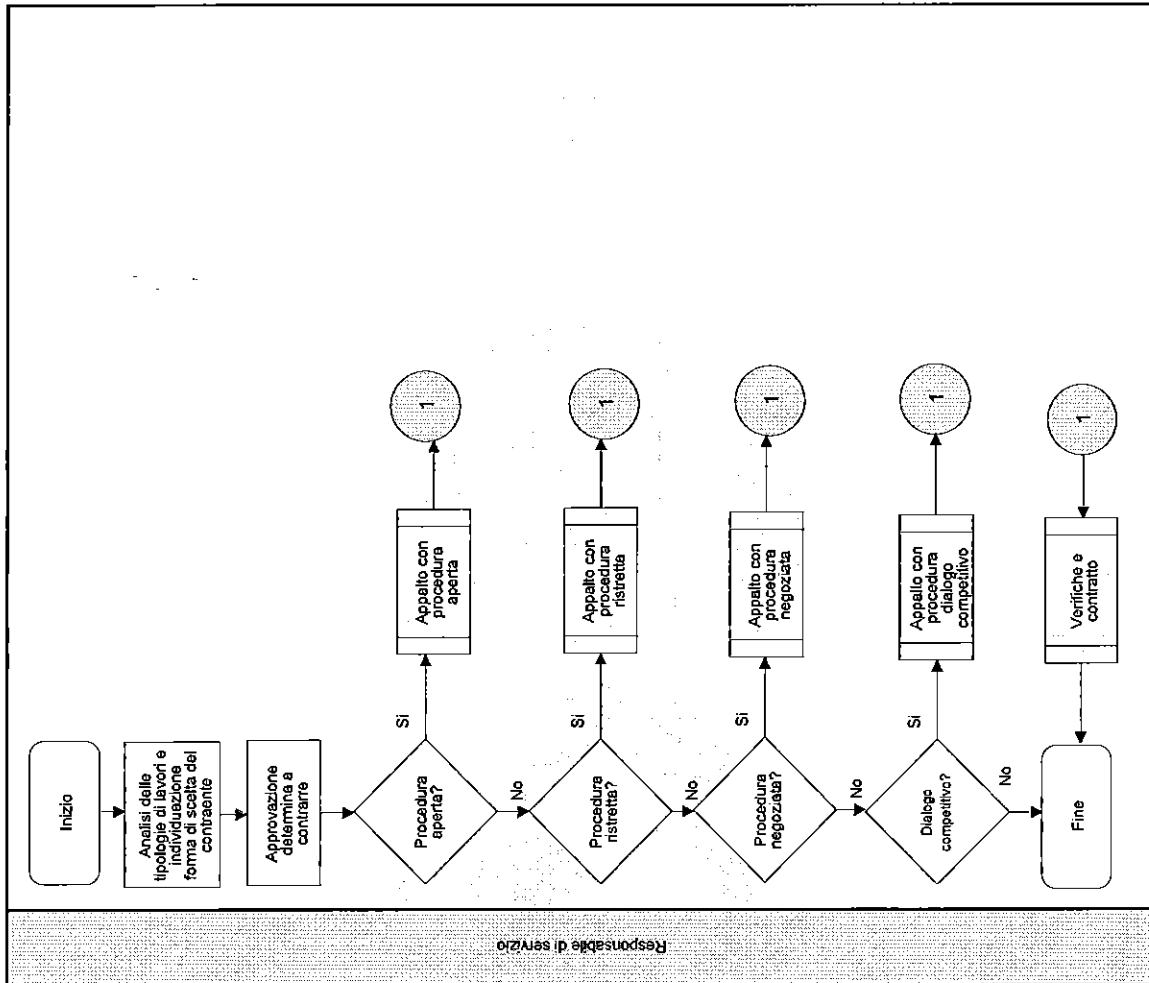 Inizio
Analisi delle
tipologie di lavori e
individuazione
forma di scelta del
contraente
Approvazione
determina a
contrarre
Procedura
aperta?
Si
No
Appalto con
procedura
aperta
1
Procedura
ristretta?
Si
No
Appalto con
procedura
ristretta
1
Procedura
negoziata?
Si
No
Appalto con
procedura
negoziata
1
Dialogo
competitivo?
Si
No
Appalto con
procedura
dialogo
competitivo
1
Fine
Verifiche e
contratto
1
Responsabile di servizio